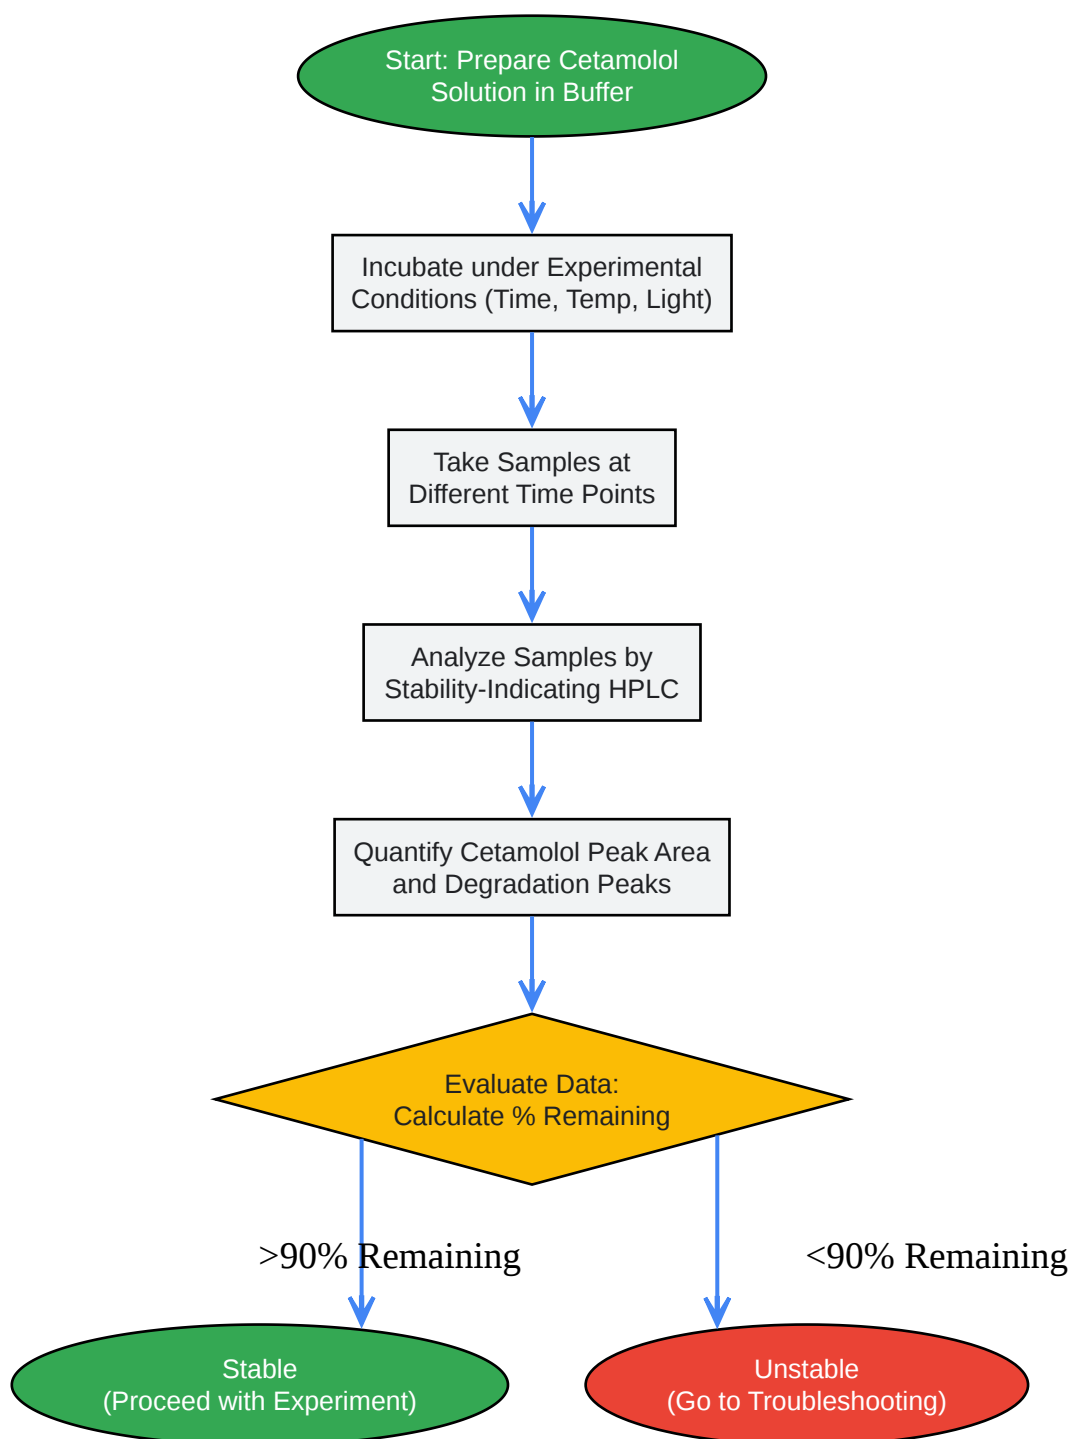 Start: Prepare Cetamolol
Solution in Buffer
Incubate under Experimental
Conditions (Time, Temp, Light)
Take Samples at
Different Time Points
Analyze Samples by
Stability-Indicating HPLC
Quantify Cetamolol Peak Area
and Degradation Peaks
Evaluate Data:
Calculate % Remaining
>90% Remaining
<90% Remaining
Stable
(Proceed with Experiment)
Unstable
(Go to Troubleshooting)